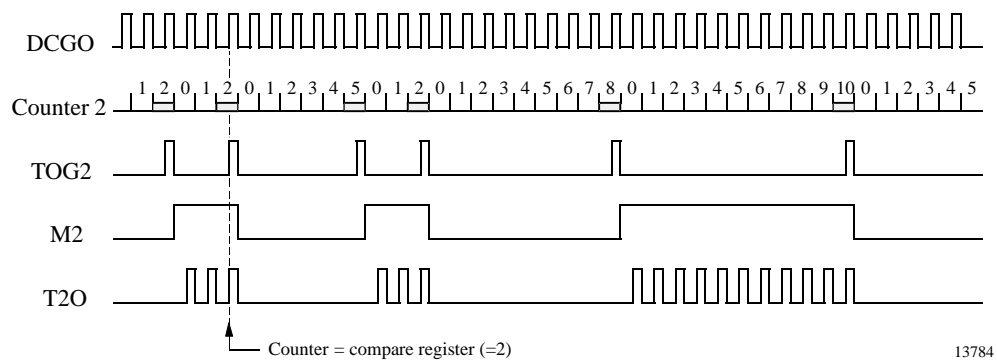 DCGO
1 2 0 1 2 0 1 2 3 4 5 0 1 2 0 1 2 3 4 5 6 7 8 0 1 2 3 4 5 6 7 8 9 10 0 1 2 3 4 5
Counter 2
TOG2
M2
T2O
Counter = compare register (=2)
13784